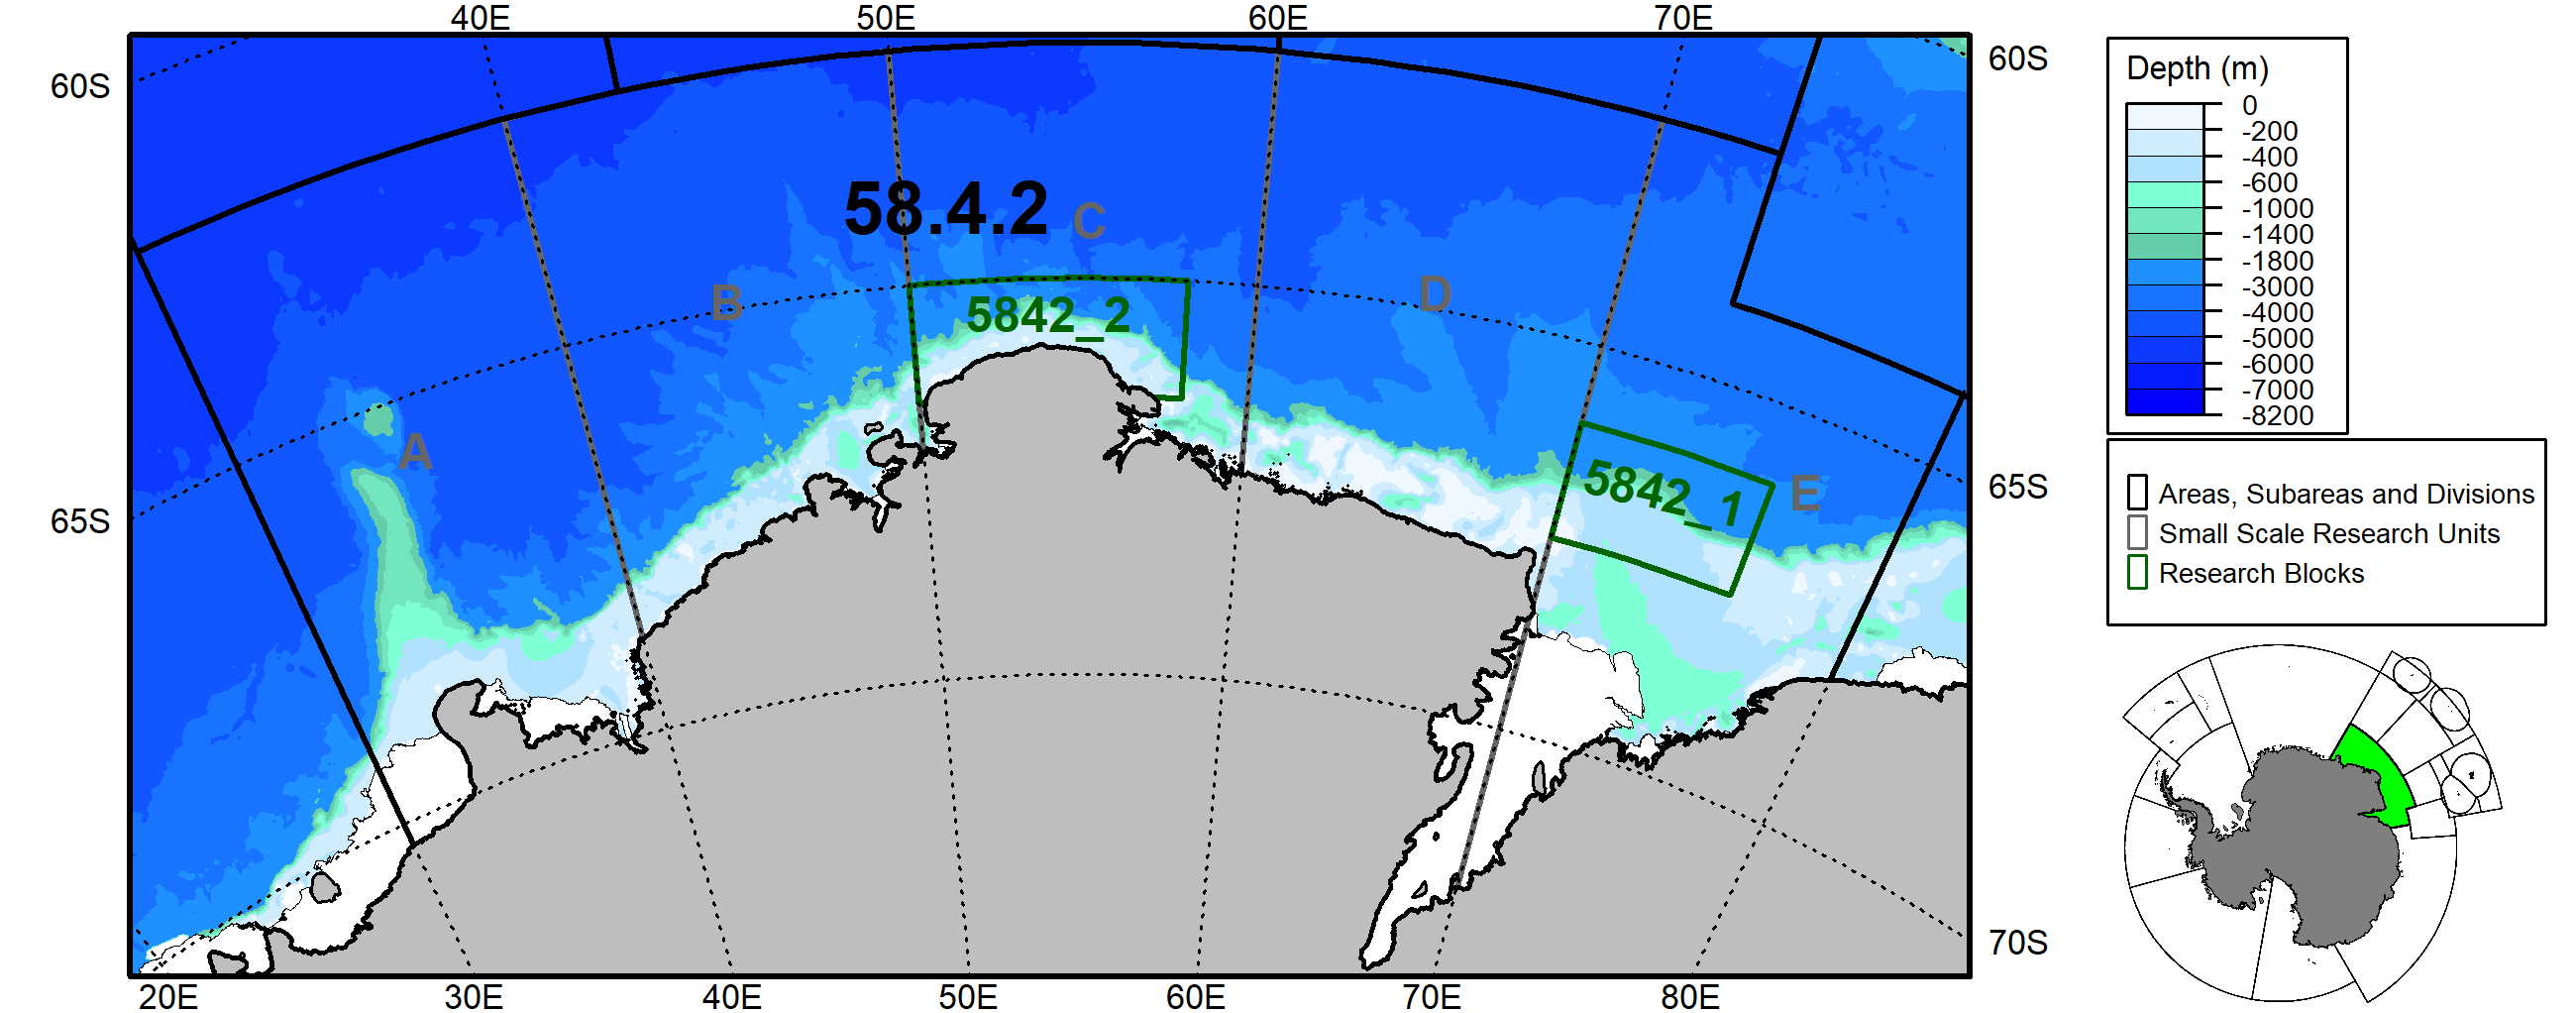 40E 50E 60E 70E
60S 60S
Depth (m)
0
-200
-400
-600
-1000
-1400
-1800
-3000
-4000
-5000
-6000
-7000
-8200
58.4.2 C
B D
5842_2
A
5842_1 E
65S 65S
Areas, Subareas and Divisions
Small Scale Research Units
Research Blocks
70S
20E 30E 40E 50E 60E 70E 80E